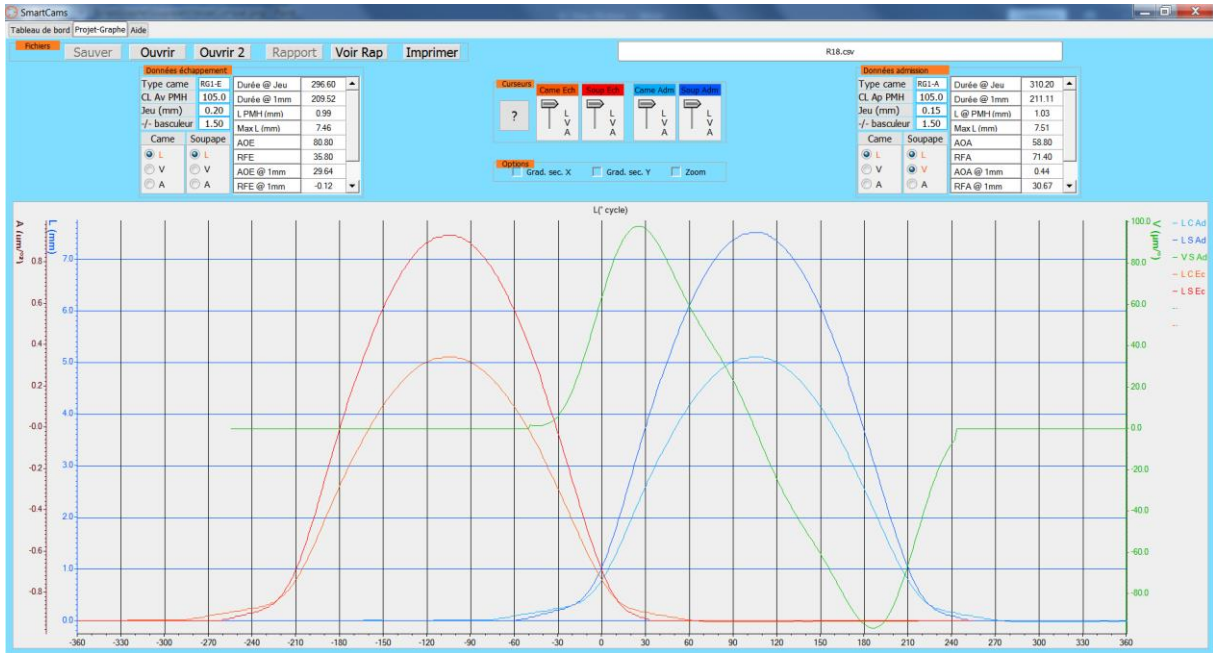 SmartCams
Tableau de bord Projet-Graphe Aide
Fichiers
Sauver Ouvrir Ouvrir 2 Rapport Voir Rap Imprimer
R18.csv
Données échappement
Type came RG1-E
CL Av PMH 105.0
Jeu (mm) 0.20
-/- basculeur 1.50
Came Soupape
L L
V V
A A
Durée @ Jeu 296.60
Durée @ 1mm 209.52
L PMH (mm) 0.99
Max L (mm) 7.46
AOE 80.80
RFE 35.80
AOE @ 1mm 29.64
RFE @ 1mm -0.12
Curseurs
?
Came Ech Soup Ech Came Adm Soup Adm
L L L L
V V V V
A A A A
Options
Grad. sec. X Grad. sec. Y Zoom
Données admission
Type came RG1-A
CL Ap PMH 105.0
Jeu (mm) 0.15
-/- basculeur 1.50
Came Soupape
L L
V V
A A
Durée @ Jeu 310.20
Durée @ 1mm 211.11
L @ PMH (mm) 1.03
Max L (mm) 7.51
AOA 58.80
RFA 71.40
AOA @ 1mm 0.44
RFA @ 1mm 30.67
L(° cycle)
L (mm)
7.0
6.0
5.0
4.0
3.0
2.0
1.0
0.0
0.8
0.6
0.4
0.2
-0.0
-0.2
-0.4
-0.6
-0.8
100.0
80.0
60.0
40.0
20.0
0.0
-20.0
-40.0
-60.0
-80.0
L C Ad
L S Ad
V S Ad
L C Ec
L S Ec
-360 -330 -300 -270 -240 -210 -180 -150 -120 -90 -60 -30 0 30 60 90 120 150 180 210 240 270 300 330 360